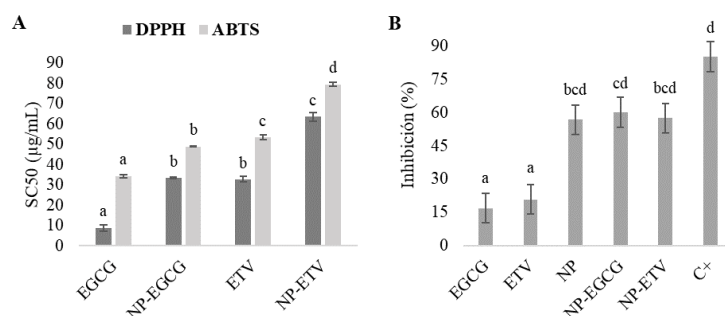 A
DPPH ABTS
SC50 (µg/mL)
90
80
70
60
50
40
30
20
10
0
a
a
b
b
b
c
c
d
EGCG
NP-EGCG
ETV
NP-ETV
B
Inhibición (%)
90
75
60
45
30
15
0
a
a
bcd
cd
bcd
d
EGCG
ETV
NP
NP-EGCG
NP-ETV
C+